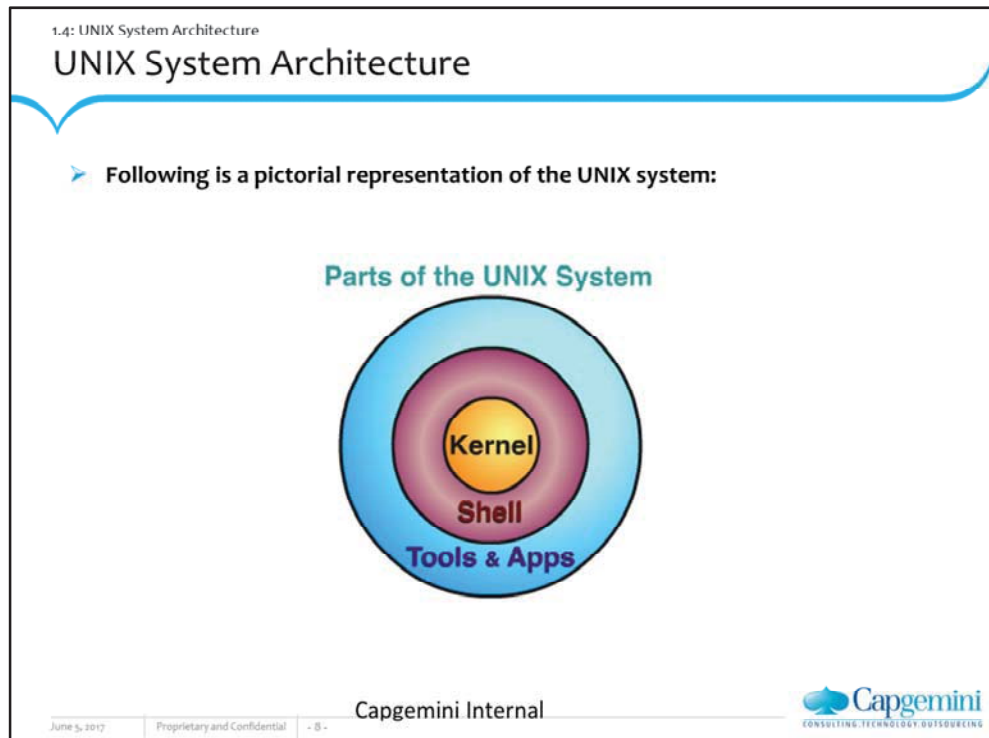 1.4: UNIX System Architecture
UNIX System Architecture
Following is a pictorial representation of the UNIX system:
Parts of the UNIX System
Kernel
Shell
Tools & Apps
June 5, 2017 Proprietary and Confidential - 8 -
Capgemini Internal
Capgemini
CONSULTING.TECHNOLOGY.OUTSOURCING